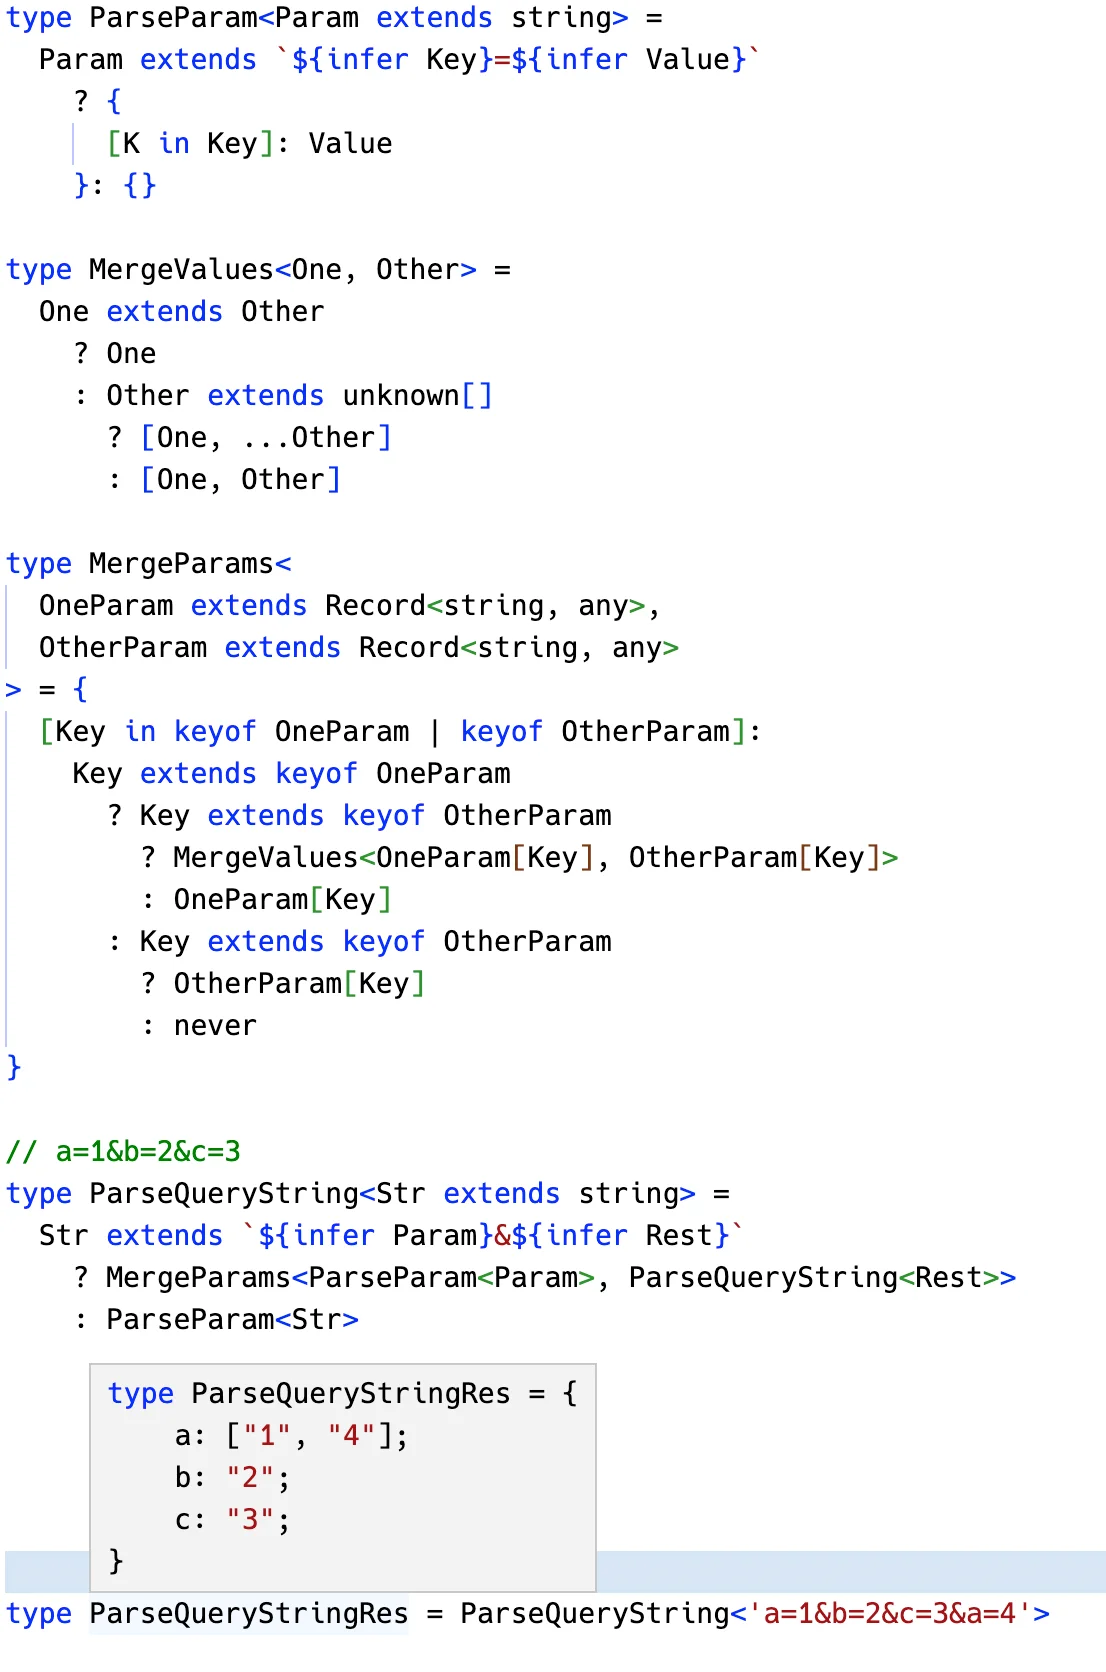 type ParseParam<Param extends string> =
  Param extends `${infer Key}=${infer Value}`
    ? {
      [K in Key]: Value
    }: {}

type MergeValues<One, Other> =
  One extends Other
    ? One
    : Other extends unknown[]
      ? [One, ...Other]
      : [One, Other]

type MergeParams<
  OneParam extends Record<string, any>,
  OtherParam extends Record<string, any>
> = {
  [Key in keyof OneParam | keyof OtherParam]:
    Key extends keyof OneParam
      ? Key extends keyof OtherParam
        ? MergeValues<OneParam[Key], OtherParam[Key]>
        : OneParam[Key]
      : Key extends keyof OtherParam
        ? OtherParam[Key]
        : never
}

// a=1&b=2&c=3
type ParseQueryString<Str extends string> =
  Str extends `${infer Param}&${infer Rest}`
    ? MergeParams<ParseParam<Param>, ParseQueryString<Rest>>
    : ParseParam<Str>

type ParseQueryStringRes = {
    a: ["1", "4"];
    b: "2";
    c: "3";
}
type ParseQueryStringRes = ParseQueryString<'a=1&b=2&c=3&a=4'>